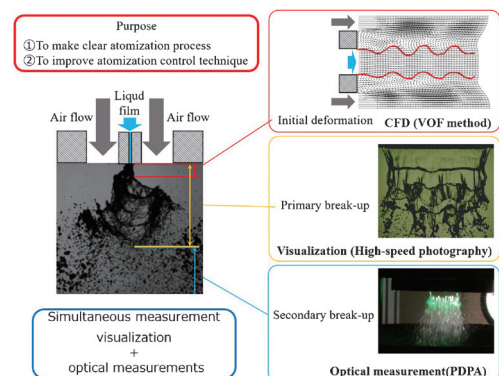 Purpose
①To make clear atomization process
②To improve atomization control technique
Liqud
film
Air flow
Air flow
Initial deformation
CFD (VOF method)
Primary break-up
Visualization (High-speed photography)
Secondary break-up
Optical measurement(PDPA)
Simultaneous measurement
visualization
+
optical measurements